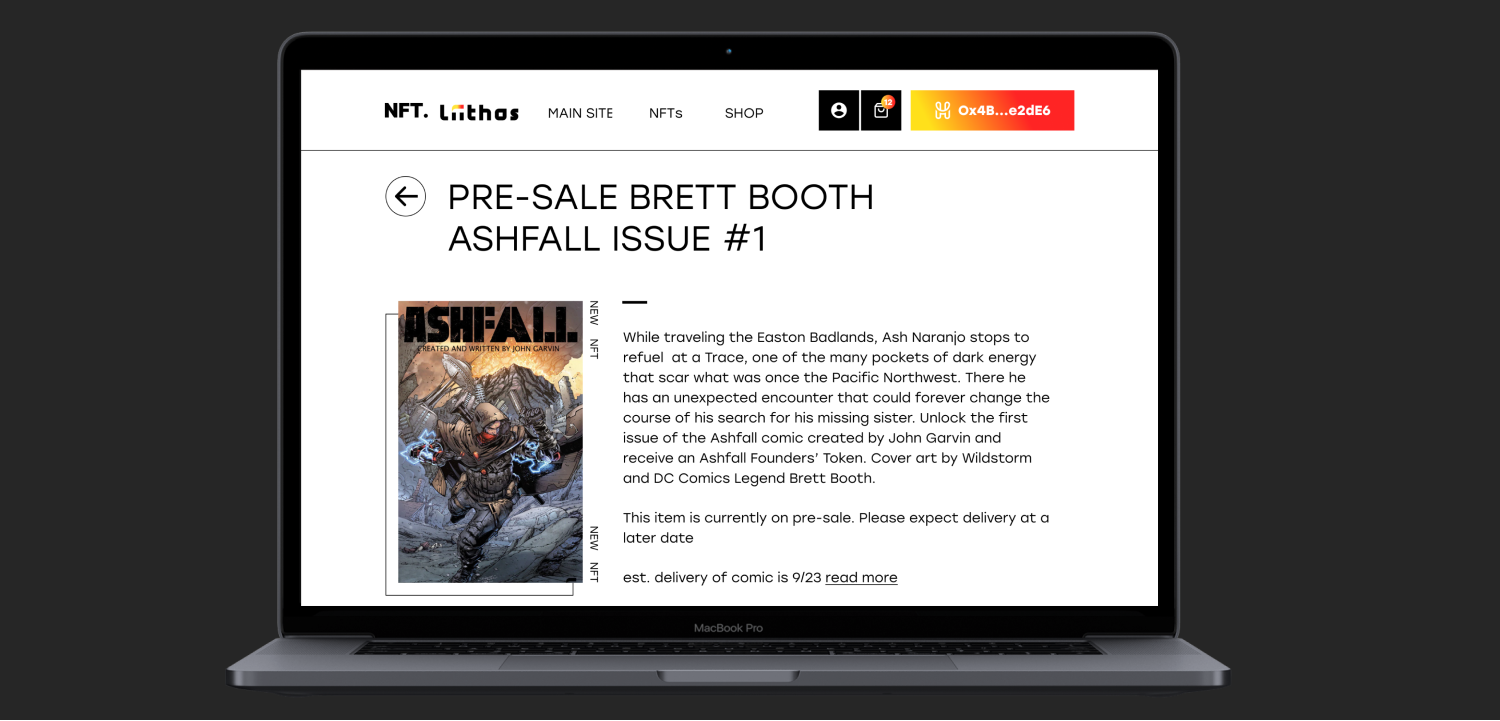 NFT. Liithos
MAIN SITE
NFTs
SHOP
12
0x4B...e2dE6
PRE-SALE BRETT BOOTH
ASHFALL ISSUE #1
ASHFALL
CREATED AND WRITTEN BY JOHN GARVIN
NEW NFT
NEW NFT
While traveling the Easton Badlands, Ash Naranjo stops to
refuel at a Trace, one of the many pockets of dark energy
that scar what was once the Pacific Northwest. There he
has an unexpected encounter that could forever change the
course of his search for his missing sister. Unlock the first
issue of the Ashfall comic created by John Garvin and
receive an Ashfall Founders’ Token. Cover art by Wildstorm
and DC Comics Legend Brett Booth.
This item is currently on pre-sale. Please expect delivery at a
later date
est. delivery of comic is 9/23 read more
MacBook Pro